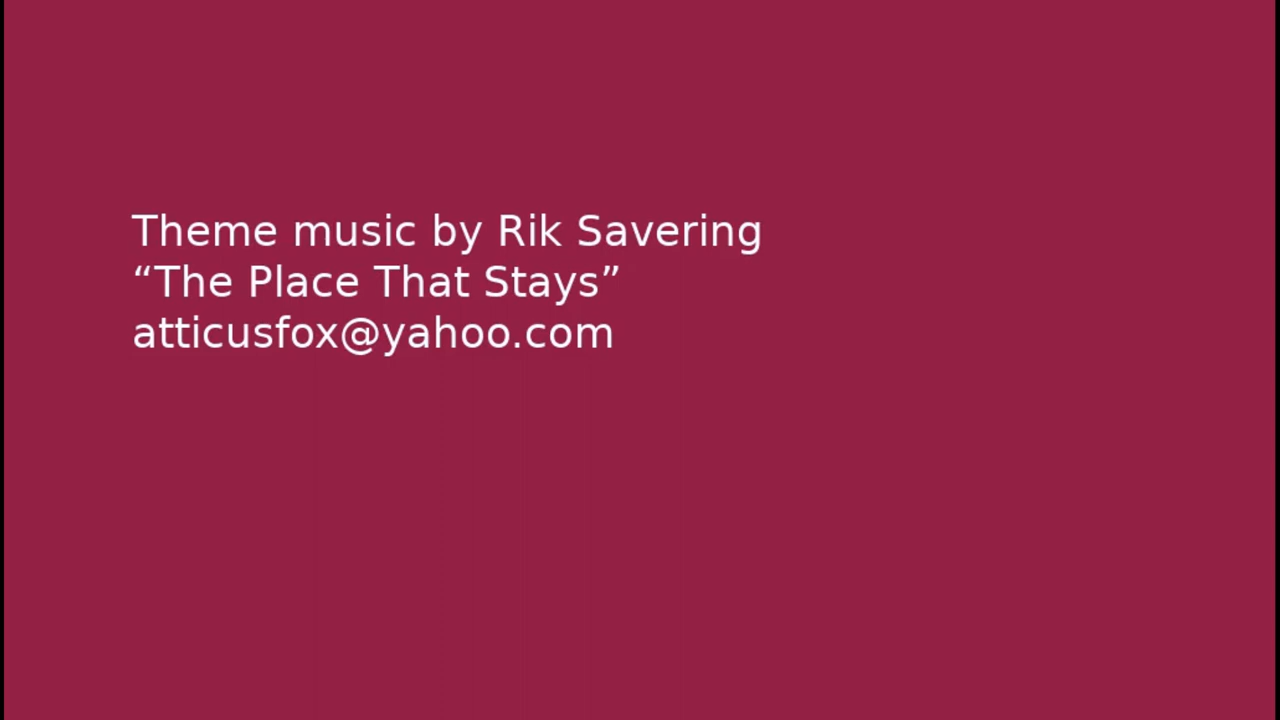 Theme music by Rik Savering
“The Place That Stays”
atticusfox@yahoo.com